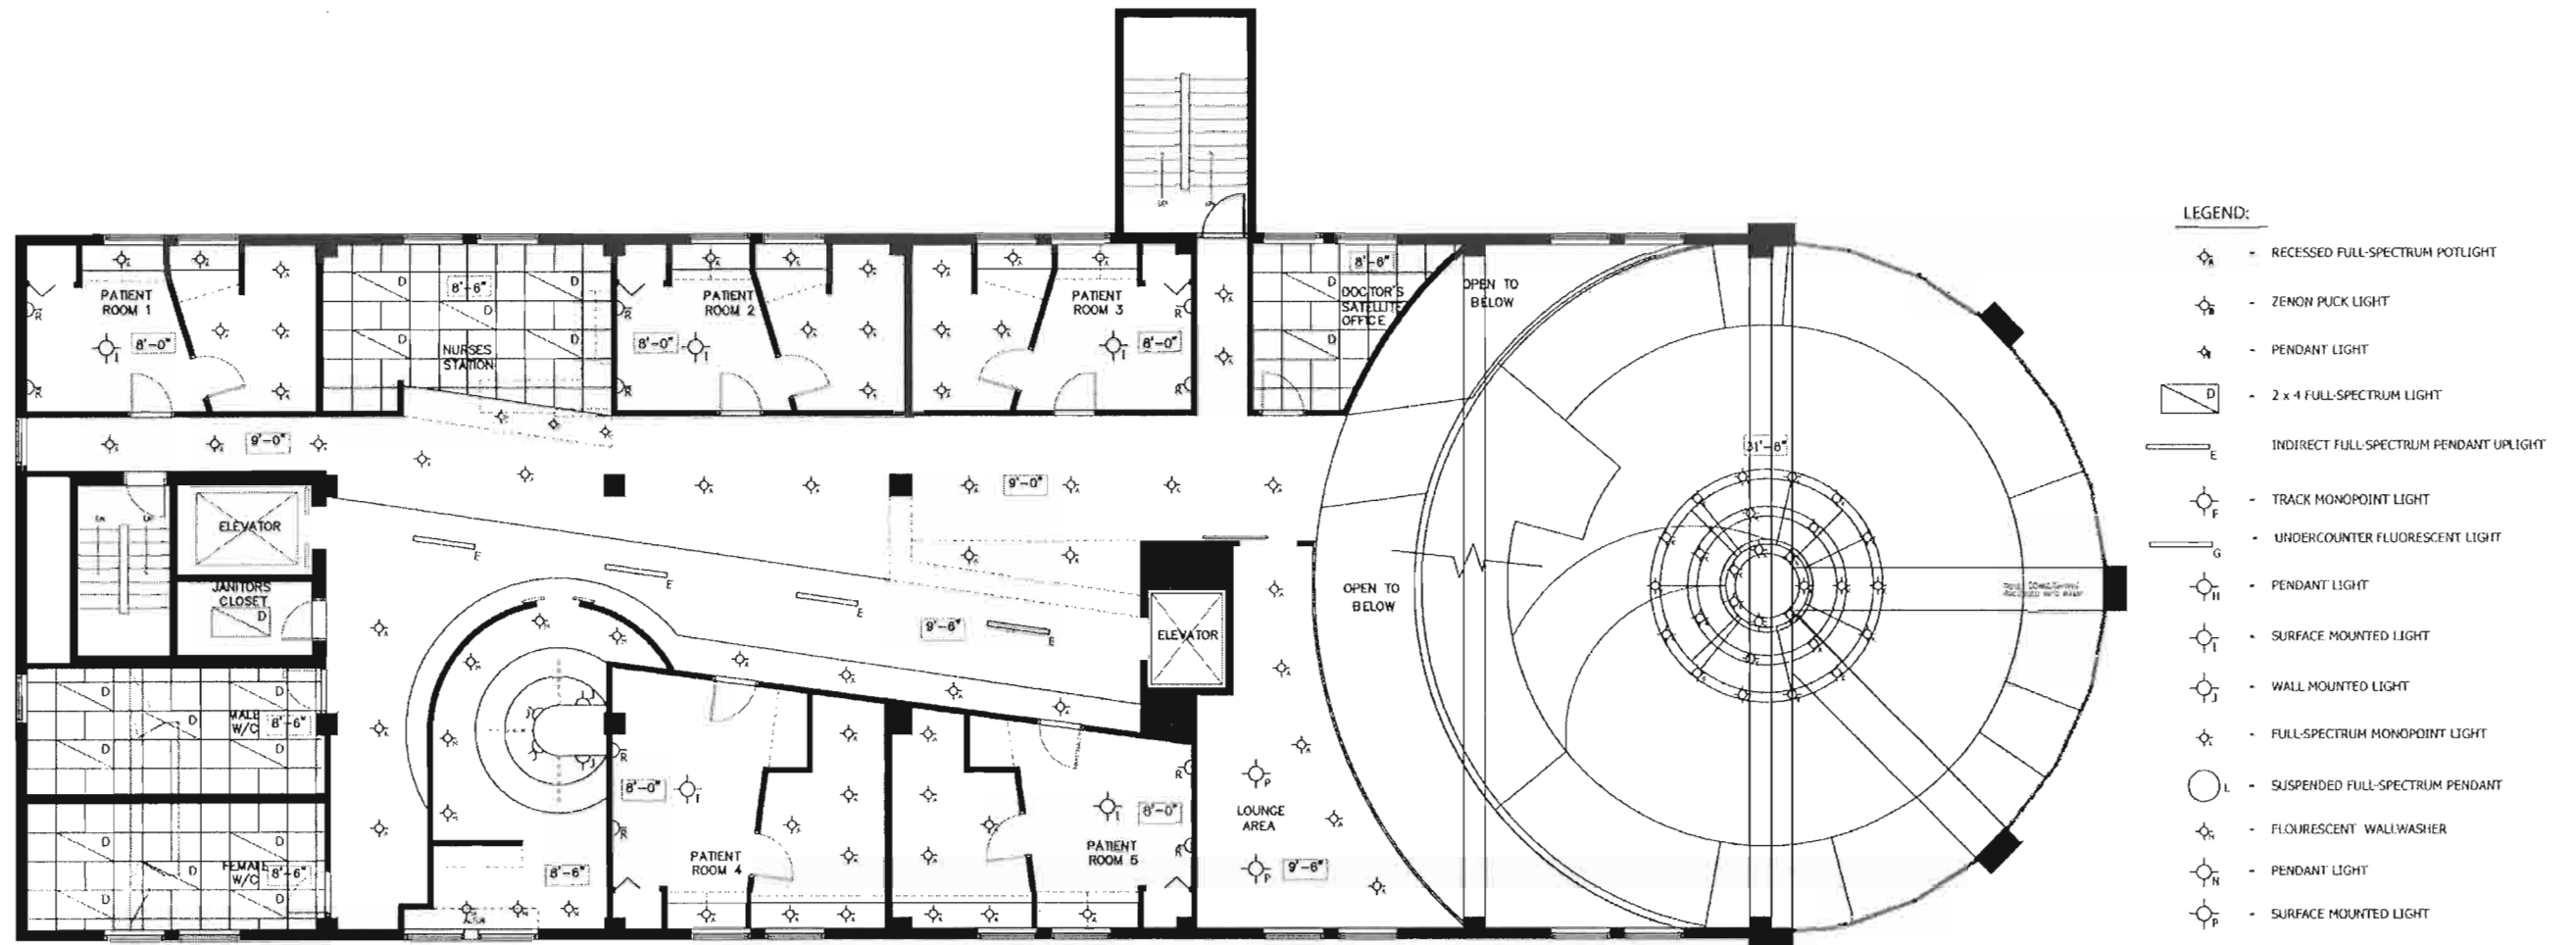 LEGEND:
RECESSED FULL-SPECTRUM POTLIGHT
ZENON PUCK LIGHT
PENDANT LIGHT
D
2 x 4 FULL-SPECTRUM LIGHT
E
INDIRECT FULL-SPECTRUM PENDANT UPLIGHT
F
TRACK MONOPOINT LIGHT
G
UNDERCOUNTER FLUORESCENT LIGHT
H
PENDANT LIGHT
I
SURFACE MOUNTED LIGHT
J
WALL MOUNTED LIGHT
FULL-SPECTRUM MONOPOINT LIGHT
L
SUSPENDED FULL-SPECTRUM PENDANT
FLOURESCENT WALLWASHER
N
PENDANT LIGHT
P
SURFACE MOUNTED LIGHT
PATIENT
ROOM 1
8'-0"
8'-6"
NURSES
STATION
PATIENT
ROOM 2
8'-0"
PATIENT
ROOM 3
8'-0"
8'-6"
DOCTOR'S
SATELLITE
OFFICE
OPEN TO
BELOW
31'-8"
9'-0"
9'-0"
ELEVATOR
JANITORS
CLOSET
D
E
E
E
E
9'-6"
ELEVATOR
OPEN TO
BELOW
MALE
W/C
8'-6"
FEMALE
W/C
8'-6"
8'-6"
8'-0"
PATIENT
ROOM 4
8'-0"
PATIENT
ROOM 5
LOUNGE
AREA
P
P
9'-6"